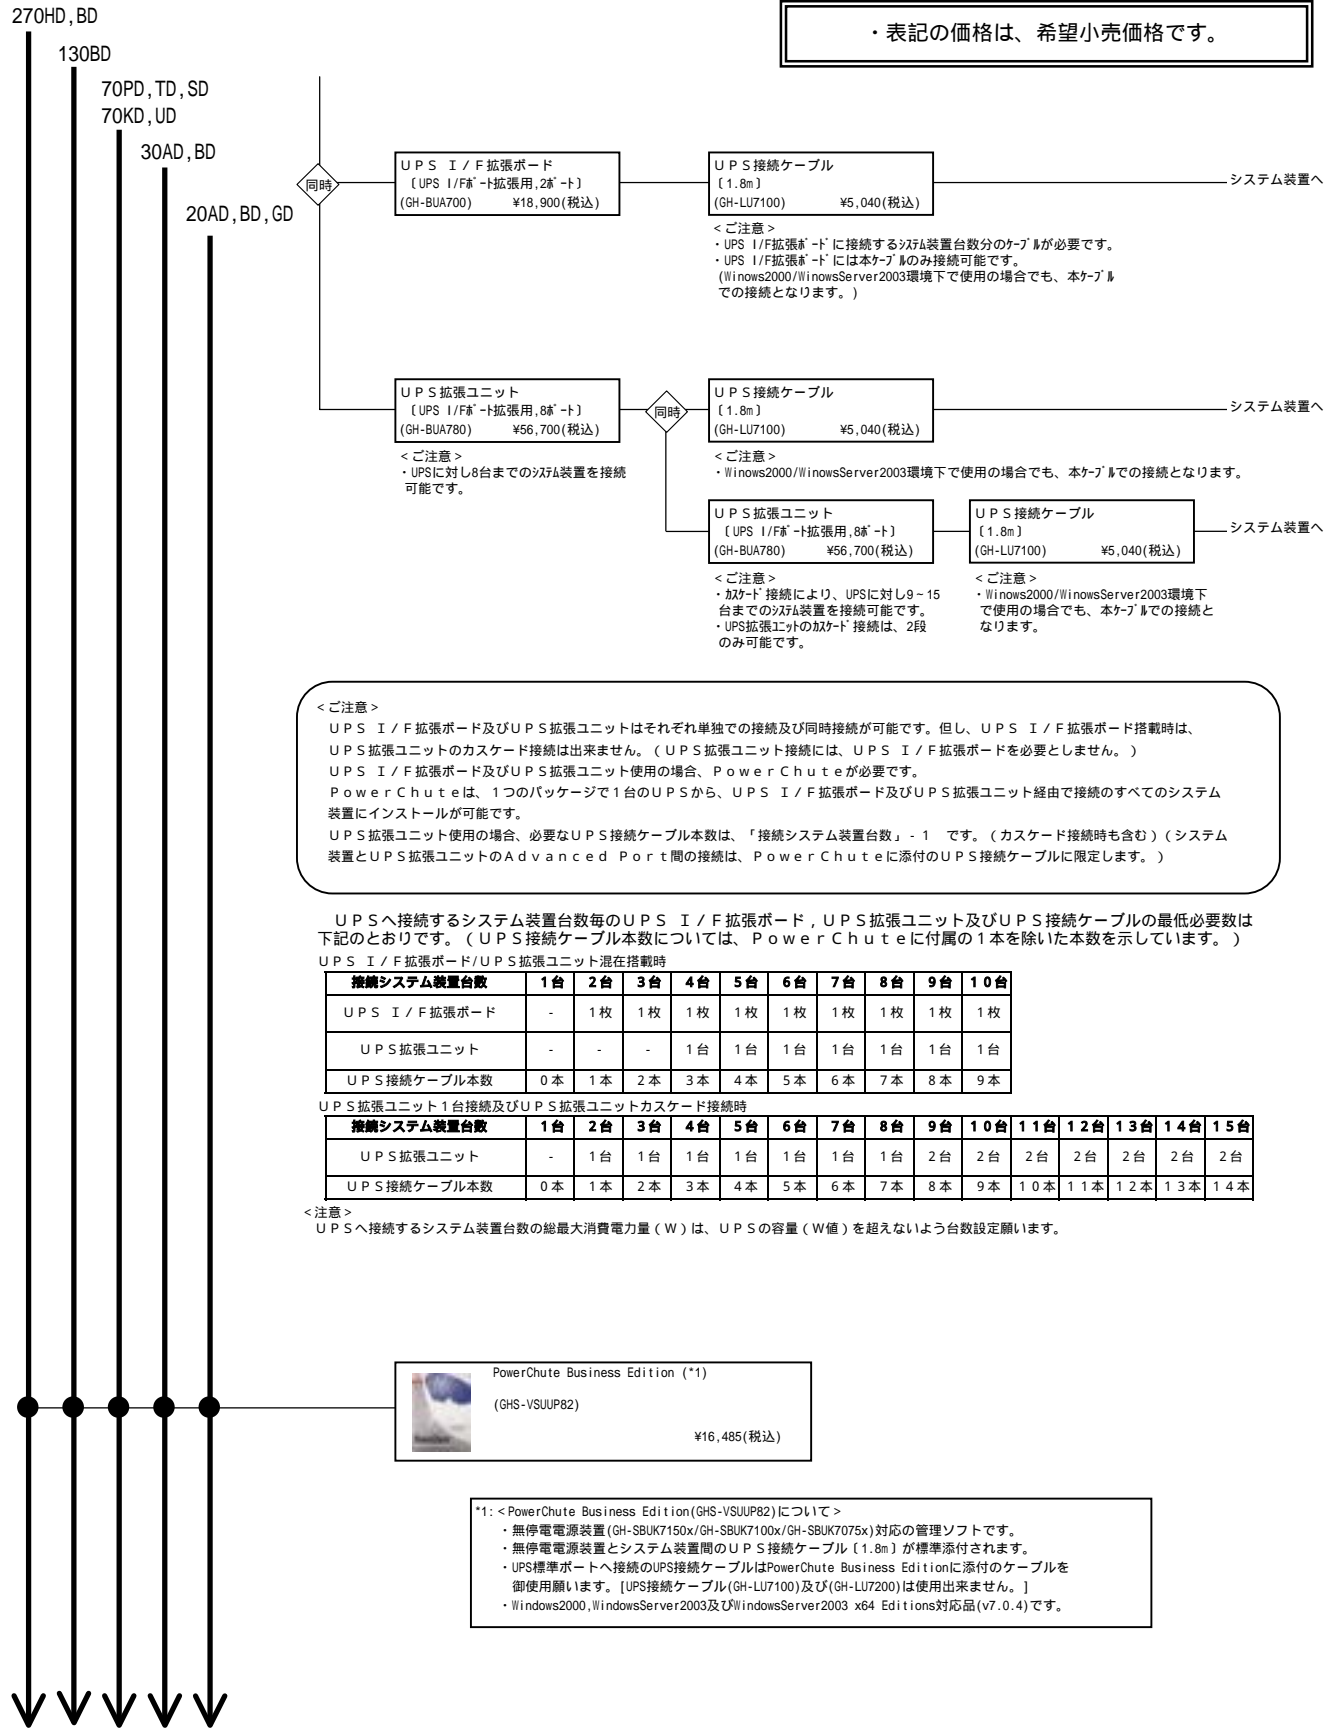 270HD,BD
・表記の価格は、希望小売価格です。
130BD
70PD,TD,SD
70KD,UD
30AD,BD
20AD,BD,GD
同時
ＵＰＳ Ｉ／Ｆ拡張ボード
〔UPS I/Fﾎﾟｰﾄ拡張用,2ﾎﾟｰﾄ〕
(GH-BUA700) ¥18,900(税込)
ＵＰＳ接続ケーブル
〔1.8m〕
(GH-LU7100) ¥5,040(税込)
システム装置へ
＜ご注意＞
・UPS I/F拡張ﾎﾞｰﾄﾞに接続するｼｽﾃﾑ装置台数分のｹｰﾌﾞﾙが必要です。
・UPS I/F拡張ﾎﾞｰﾄﾞには本ｹｰﾌﾞﾙのみ接続可能です。
(Winows2000/WinowsServer2003環境下で使用の場合でも、本ｹｰﾌﾞﾙ
での接続となります。)
ＵＰＳ拡張ユニット
〔UPS I/Fﾎﾟｰﾄ拡張用,8ﾎﾟｰﾄ〕
(GH-BUA780) ¥56,700(税込)
同時
ＵＰＳ接続ケーブル
〔1.8m〕
(GH-LU7100) ¥5,040(税込)
システム装置へ
＜ご注意＞
・UPSに対し8台までのｼｽﾃﾑ装置を接続
可能です。
＜ご注意＞
・Winows2000/WinowsServer2003環境下で使用の場合でも、本ｹｰﾌﾞﾙでの接続となります。
ＵＰＳ拡張ユニット
〔UPS I/Fﾎﾟｰﾄ拡張用,8ﾎﾟｰﾄ〕
(GH-BUA780) ¥56,700(税込)
ＵＰＳ接続ケーブル
〔1.8m〕
(GH-LU7100) ¥5,040(税込)
システム装置へ
＜ご注意＞
・ｶｽｹｰﾄﾞ接続により、UPSに対し9~15
台までのｼｽﾃﾑ装置を接続可能です。
・UPS拡張ﾕﾆｯﾄのｶｽｹｰﾄﾞ接続は、2段
のみ可能です。
＜ご注意＞
・Winows2000/WinowsServer2003環境下
で使用の場合でも、本ｹｰﾌﾞﾙでの接続と
なります。
＜ご注意＞
ＵＰＳ Ｉ／Ｆ拡張ボード及びＵＰＳ拡張ユニットはそれぞれ単独での接続及び同時接続が可能です。但し、ＵＰＳ Ｉ／Ｆ拡張ボード搭載時は、
ＵＰＳ拡張ユニットのカスケード接続は出来ません。（ＵＰＳ拡張ユニット接続には、ＵＰＳ Ｉ／Ｆ拡張ボードを必要としません。）
ＵＰＳ Ｉ／Ｆ拡張ボード及びＵＰＳ拡張ユニット使用の場合、ＰｏｗｅｒＣｈｕｔｅが必要です。
ＰｏｗｅｒＣｈｕｔｅは、１つのパッケージで１台のＵＰＳから、ＵＰＳ Ｉ／Ｆ拡張ボード及びＵＰＳ拡張ユニット経由で接続のすべてのシステム
装置にインストールが可能です。
ＵＰＳ拡張ユニット使用の場合、必要なＵＰＳ接続ケーブル本数は、「接続システム装置台数」-１ です。（カスケード接続時も含む）（システム
装置とＵＰＳ拡張ユニットのＡｄｖａｎｃｅｄ Ｐｏｒｔ間の接続は、ＰｏｗｅｒＣｈｕｔｅに添付のＵＰＳ接続ケーブルに限定します。）
ＵＰＳへ接続するシステム装置台数毎のＵＰＳ Ｉ／Ｆ拡張ボード，ＵＰＳ拡張ユニット及びＵＰＳ接続ケーブルの最低必要数は
下記のとおりです。（ＵＰＳ接続ケーブル本数については、ＰｏｗｅｒＣｈｕｔｅに付属の１本を除いた本数を示しています。）
ＵＰＳ Ｉ／Ｆ拡張ボード/ＵＰＳ拡張ユニット混在搭載時
接続システム装置台数 １台 ２台 ３台 ４台 ５台 ６台 ７台 ８台 ９台 １０台
ＵＰＳ Ｉ／Ｆ拡張ボード - １枚 １枚 １枚 １枚 １枚 １枚 １枚 １枚 １枚
ＵＰＳ拡張ユニット - - - １台 １台 １台 １台 １台 １台 １台
ＵＰＳ接続ケーブル本数 ０本 １本 ２本 ３本 ４本 ５本 ６本 ７本 ８本 ９本
ＵＰＳ拡張ユニット１台接続及びＵＰＳ拡張ユニットカスケード接続時
接続システム装置台数 １台 ２台 ３台 ４台 ５台 ６台 ７台 ８台 ９台 １０台 １１台 １２台 １３台 １４台 １５台
ＵＰＳ拡張ユニット - １台 １台 １台 １台 １台 １台 １台 ２台 ２台 ２台 ２台 ２台 ２台 ２台
ＵＰＳ接続ケーブル本数 ０本 １本 ２本 ３本 ４本 ５本 ６本 ７本 ８本 ９本 １０本 １１本 １２本 １３本 １４本
＜注意＞
ＵＰＳへ接続するシステム装置台数の総最大消費電力量（Ｗ）は、ＵＰＳの容量（Ｗ値）を超えないよう台数設定願います。
PowerChute Business Edition (*1)
(GHS-VSUUP82)
¥16,485(税込)
*1:＜PowerChute Business Edition(GHS-VSUUP82)について＞
・無停電電源装置(GH-SBUK7150x/GH-SBUK7100x/GH-SBUK7075x)対応の管理ソフトです。
・無停電電源装置とシステム装置間のＵＰＳ接続ケーブル〔1.8m〕が標準添付されます。
・UPS標準ポートへ接続のUPS接続ケーブルはPowerChute Business Editionに添付のケーブルを
御使用願います。[UPS接続ケーブル(GH-LU7100)及び(GH-LU7200)は使用出来ません。]
・Windows2000,WindowsServer2003及びWindowsServer2003 x64 Editions対応品(v7.0.4)です。